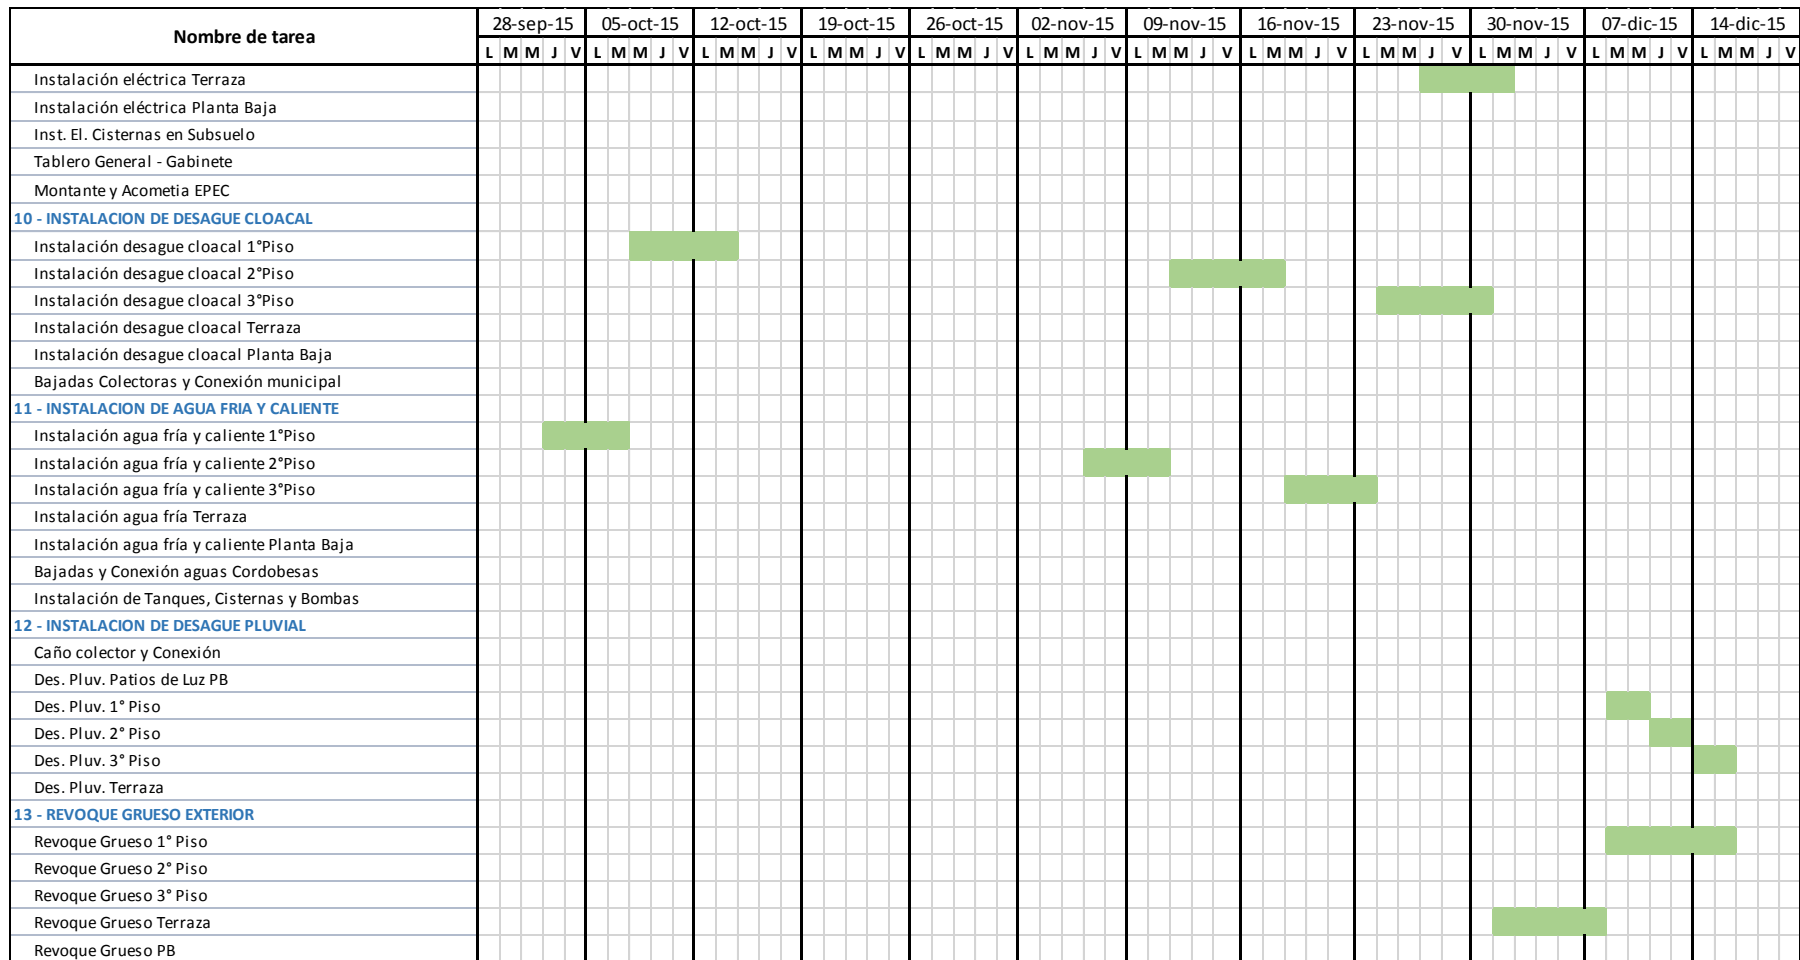 Nombre de tarea 28-sep-15 05-oct-15 12-oct-15 19-oct-15 26-oct-15 02-nov-15 09-nov-15 16-nov-15 23-nov-15 30-nov-15 07-dic-15 14-dic-15
L M M J V L M M J V L M M J V L M M J V L M M J V L M M J V L M M J V L M M J V L M M J V L M M J V L M M J V L M M J V
Instalación eléctrica Terraza
Instalación eléctrica Planta Baja
Inst. El. Cisternas en Subsuelo
Tablero General - Gabinete
Montante y Acometia EPEC
10 - INSTALACION DE DESAGUE CLOACAL
Instalación desague cloacal 1°Piso
Instalación desague cloacal 2°Piso
Instalación desague cloacal 3°Piso
Instalación desague cloacal Terraza
Instalación desague cloacal Planta Baja
Bajadas Colectoras y Conexión municipal
11 - INSTALACION DE AGUA FRIA Y CALIENTE
Instalación agua fría y caliente 1°Piso
Instalación agua fría y caliente 2°Piso
Instalación agua fría y caliente 3°Piso
Instalación agua fría Terraza
Instalación agua fría y caliente Planta Baja
Bajadas y Conexión aguas Cordobesas
Instalación de Tanques, Cisternas y Bombas
12 - INSTALACION DE DESAGUE PLUVIAL
Caño colector y Conexión
Des. Pluv. Patios de Luz PB
Des. Pluv. 1° Piso
Des. Pluv. 2° Piso
Des. Pluv. 3° Piso
Des. Pluv. Terraza
13 - REVOQUE GRUESO EXTERIOR
Revoque Grueso 1° Piso
Revoque Grueso 2° Piso
Revoque Grueso 3° Piso
Revoque Grueso Terraza
Revoque Grueso PB